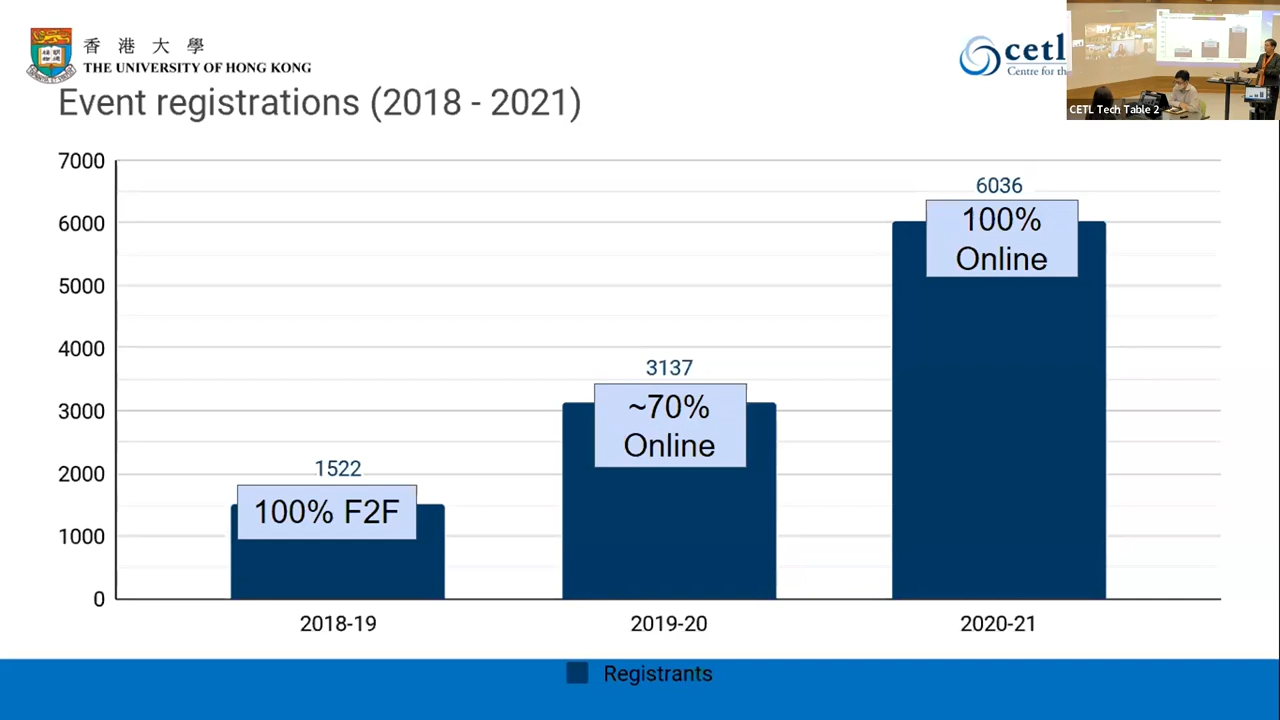 香港大學
THE UNIVERSITY OF HONG KONG
cetl
Centre for th
CETL Tech Table 2
Event registrations (2018 - 2021)
7000
6000
5000
4000
3000
2000
1000
0
1522
100% F2F
3137
~70%
Online
6036
100%
Online
2018-19
2019-20
2020-21
Registrants